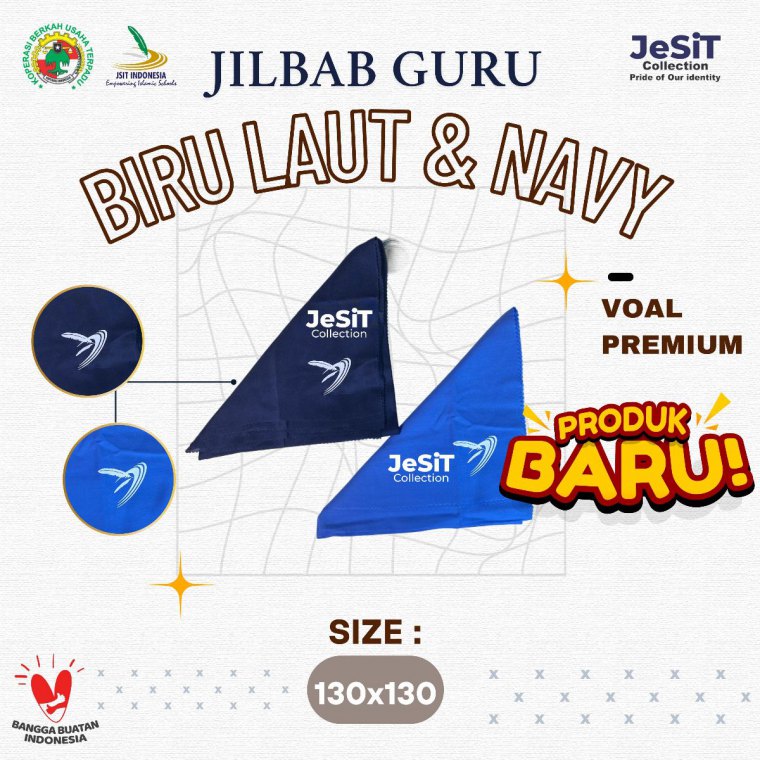 KOPERASI BERKAH USAHA TERPADU
JSIT INDONESIA
Empowering Islamic Schools
JILBAB GURU
JeSiT
Collection
Pride of Our identity
BIRU LAUT & NAVY
JeSiT
Collection
VOAL
PREMIUM
PRODUK
BARU!
JeSiT
Collection
SIZE :
130x130
BANGGA BUATAN
INDONESIA